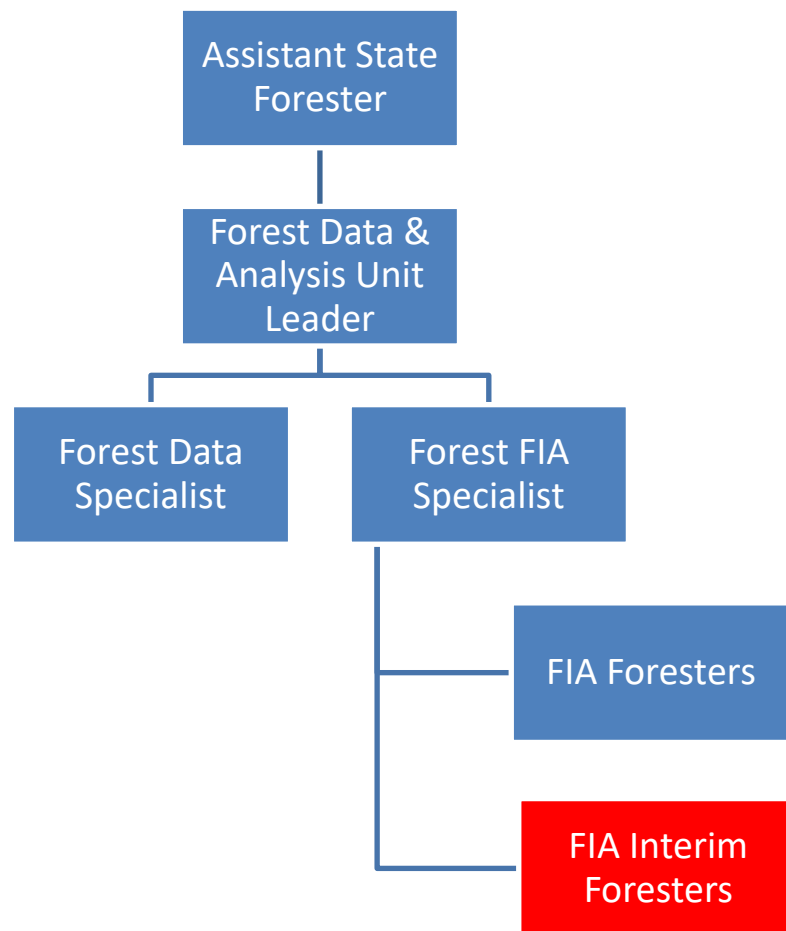 Assistant State
Forester
Forest Data &
Analysis Unit
Leader
Forest Data
Specialist
Forest FIA
Specialist
FIA Foresters
FIA Interim
Foresters